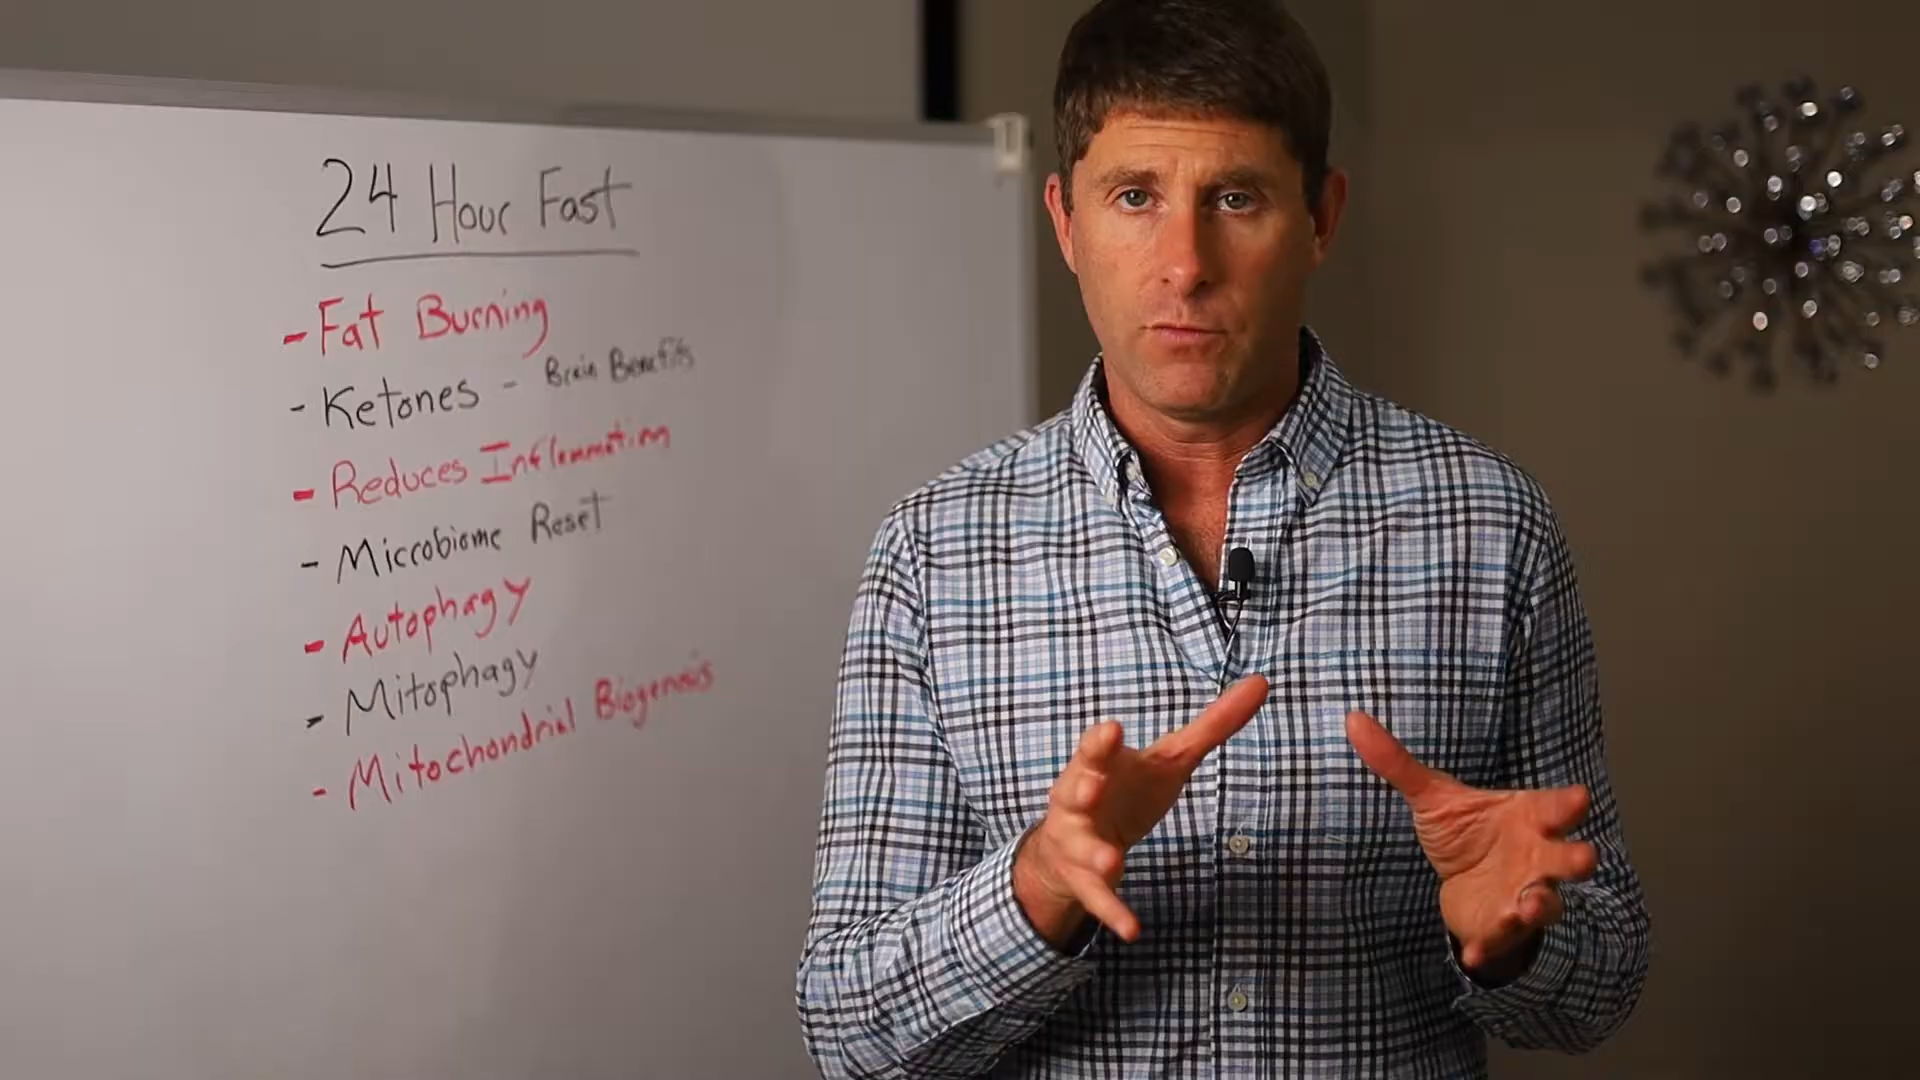 24 Hour Fast
- Fat Burning
- Ketones - Brain Benefits
- Reduces Inflammation
- Microbiome Reset
- Autophagy
- Mitophagy
- Mitochondrial Biogenesis